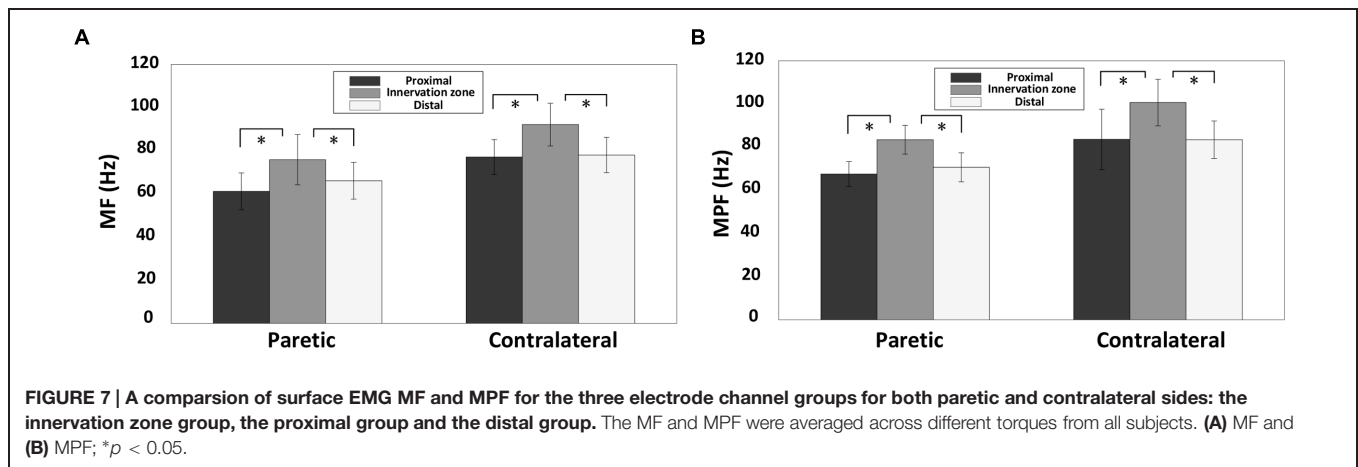 A
120
100
80
60
40
20
0
MF (Hz)
Proximal
Innervation zone
Distal
*
*
*
*
Paretic
Contralateral
B
120
100
80
60
40
20
0
MPF (Hz)
Proximal
Innervation zone
Distal
*
*
*
*
Paretic
Contralateral
FIGURE 7 | A comparsion of surface EMG MF and MPF for the three electrode channel groups for both paretic and contralateral sides: the
innervation zone group, the proximal group and the distal group. The MF and MPF were averaged across different torques from all subjects. (A) MF and
(B) MPF; *p < 0.05.